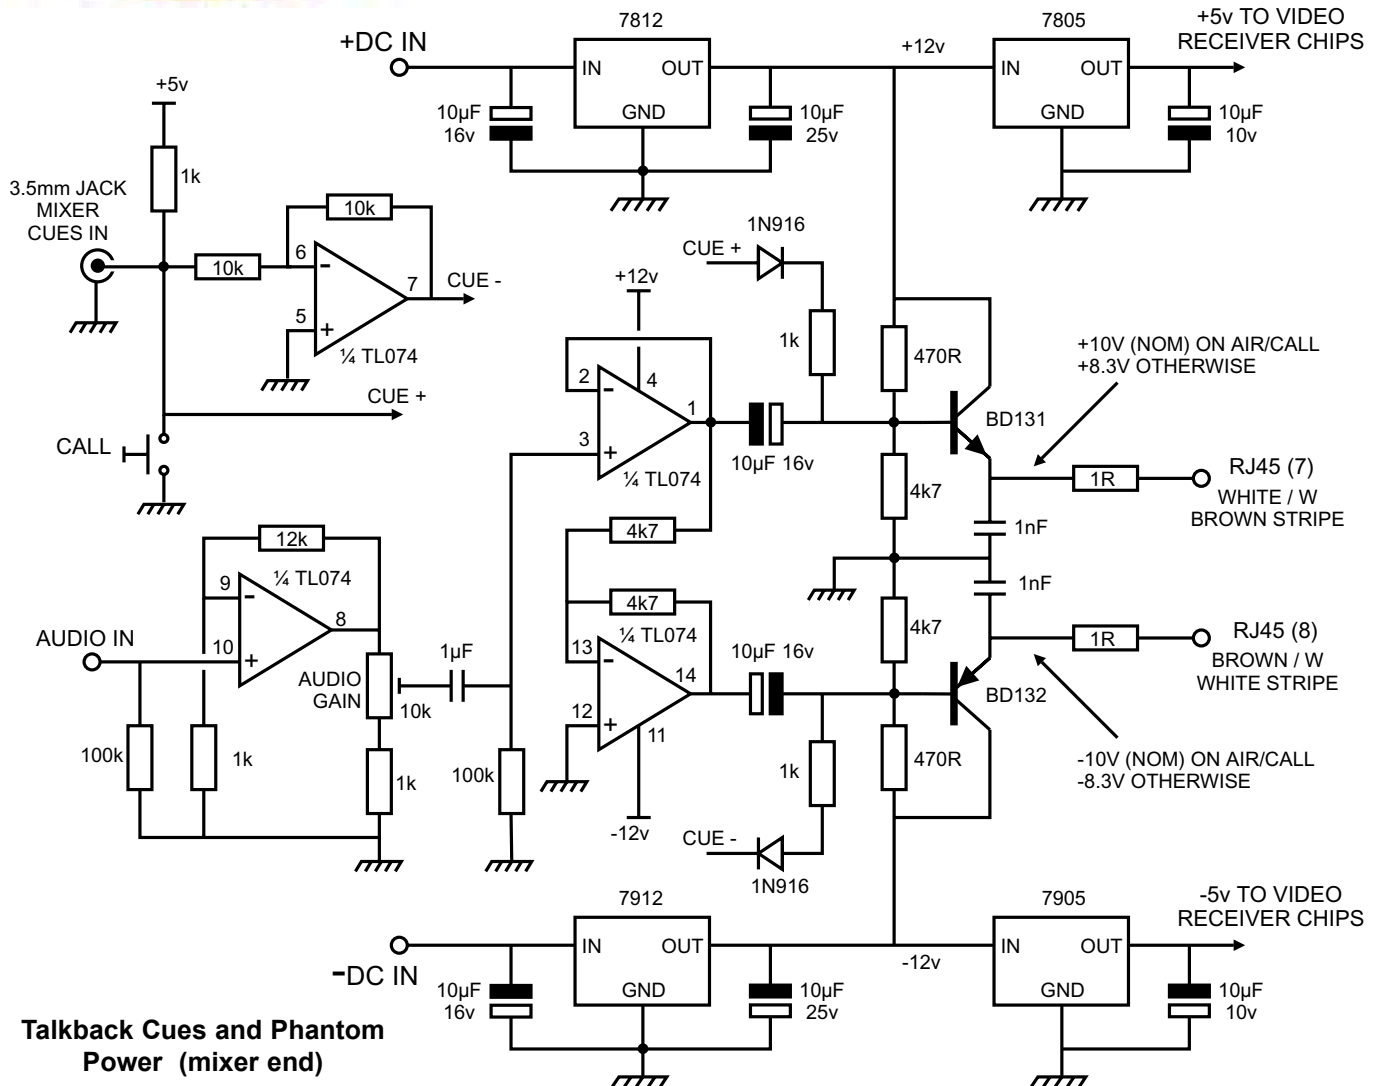 +DC IN
7812
IN
OUT
GND
10µF
16v
10µF
25v
+12v
7805
IN
OUT
GND
10µF
10v
+5v TO VIDEO
RECEIVER CHIPS
+5v
1k
3.5mm JACK
MIXER
CUES IN
10k
10k
6
-
5
+
7
¼ TL074
CUE -
CUE +
CALL
CUE +
1N916
1k
+12v
2
-
4
1
3
+
¼ TL074
10µF 16v
470R
BD131
4k7
+10V (NOM) ON AIR/CALL
+8.3V OTHERWISE
1R
RJ45 (7)
WHITE / W
BROWN STRIPE
1nF
1nF
12k
¼ TL074
9
-
8
10
+
AUDIO IN
AUDIO
GAIN
10k
1µF
100k
1k
1k
100k
4k7
4k7
¼ TL074
13
-
14
12
+
11
-12v
10µF 16v
4k7
BD132
470R
1R
RJ45 (8)
BROWN / W
WHITE STRIPE
-10V (NOM) ON AIR/CALL
-8.3V OTHERWISE
1k
CUE -
1N916
-DC IN
7912
IN
OUT
GND
10µF
16v
10µF
25v
-12v
7905
IN
OUT
GND
10µF
10v
-5v TO VIDEO
RECEIVER CHIPS
Talkback Cues and Phantom
Power (mixer end)